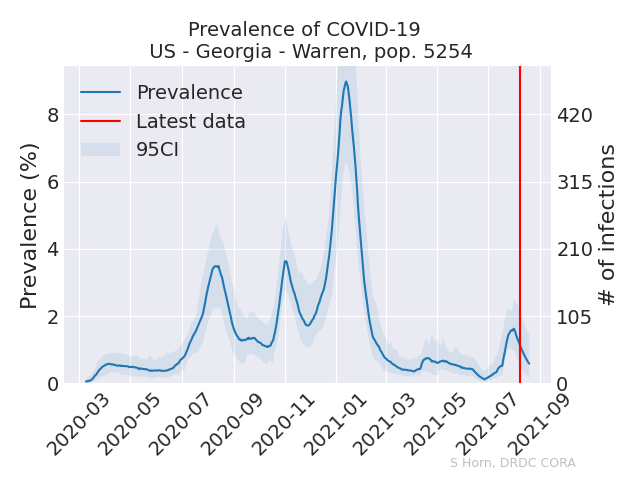 Prevalence of COVID-19
US - Georgia - Warren, pop. 5254
Prevalence
Latest data
95CI
Prevalence (%)
8
6
4
2
0
# of infections
420
315
210
105
0
2020-03
2020-05
2020-07
2020-09
2020-11
2021-01
2021-03
2021-05
2021-07
2021-09
S Horn, DRDC CORA